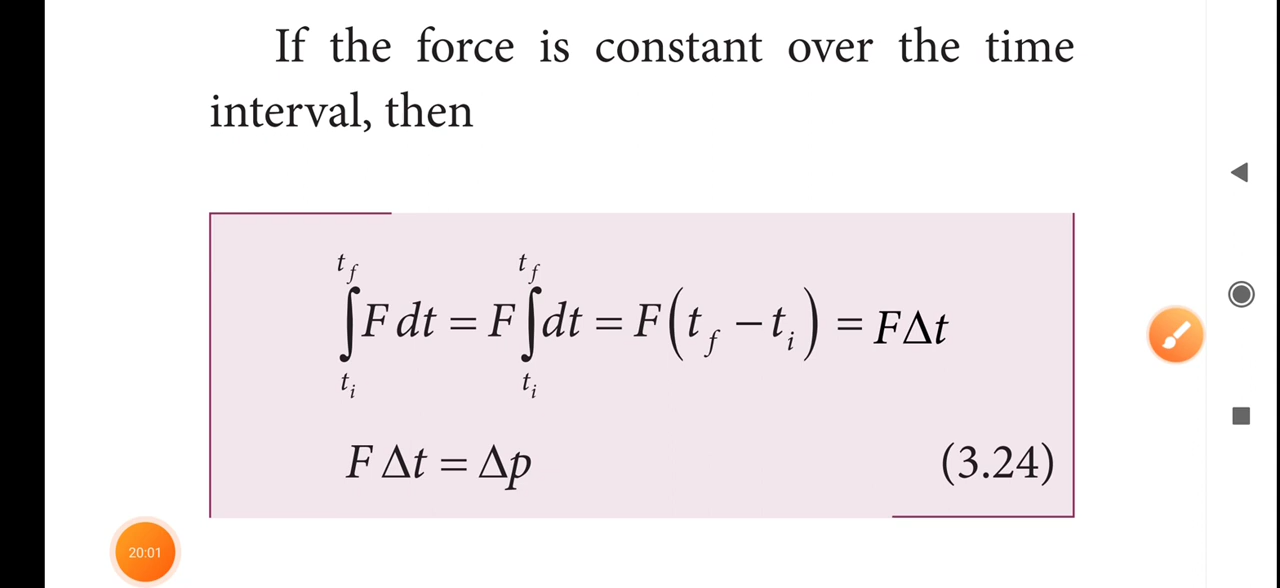 If the force is constant over the time
interval, then
∫_{t_i}^{t_f} F dt = F ∫_{t_i}^{t_f} dt = F(t_f − t_i) = FΔt
F Δt = Δp (3.24)
20:01